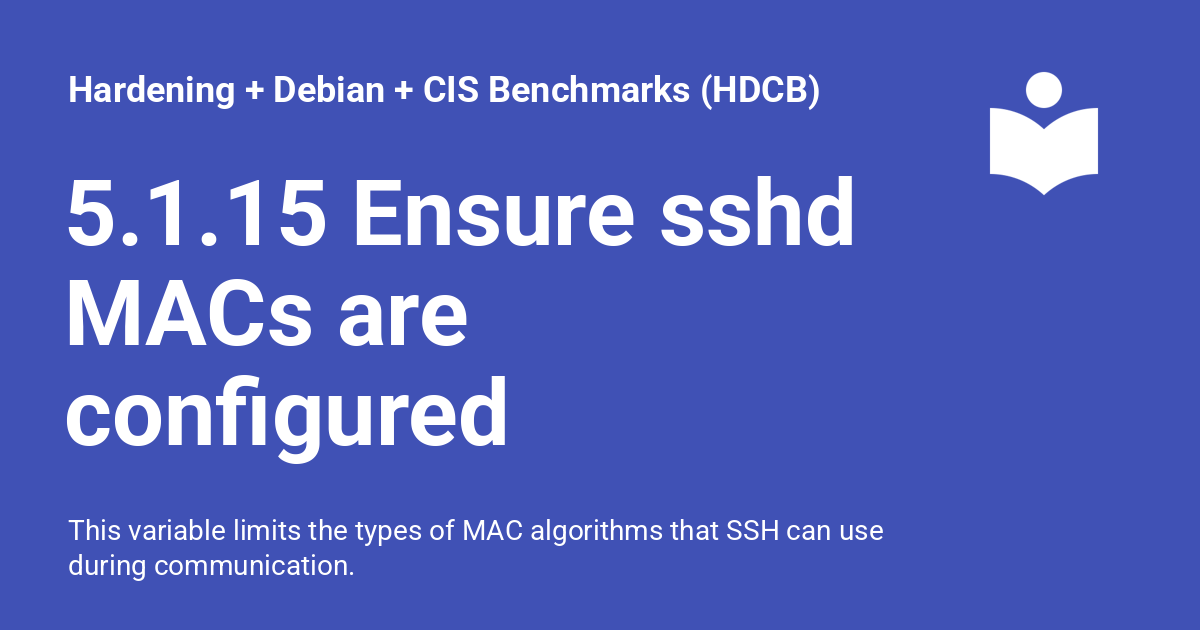 Hardening + Debian + CIS Benchmarks (HDCB)
5.1.15 Ensure sshd
MACs are
configured
This variable limits the types of MAC algorithms that SSH can use
during communication.